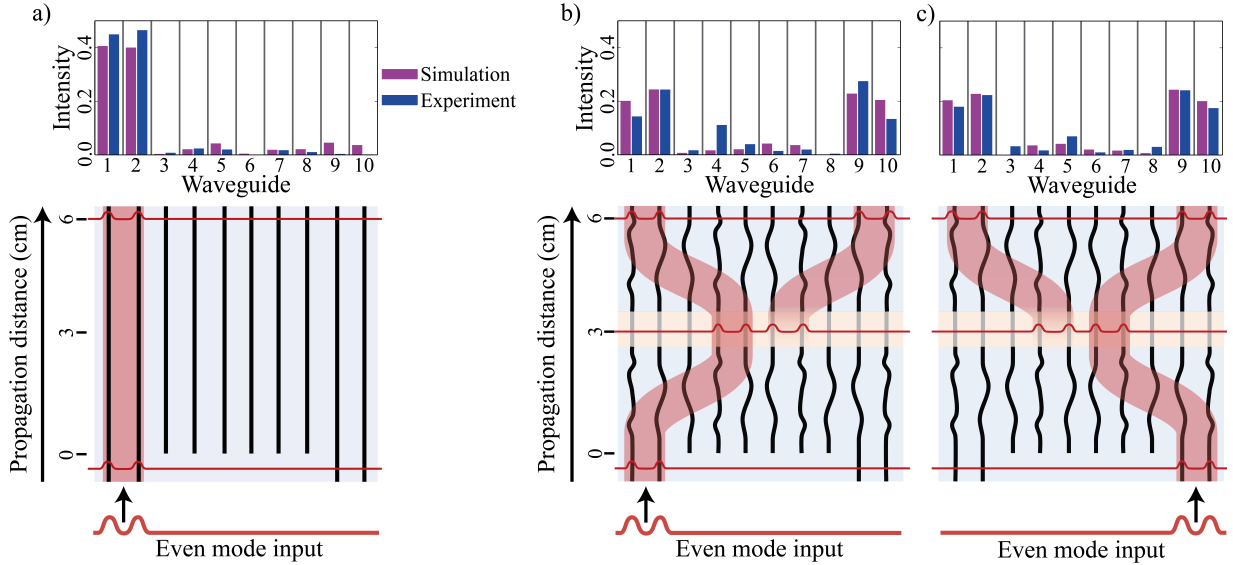 a)
Intensity
0.4
0.2
0.0
1 2 3 4 5 6 7 8 9 10
Waveguide
Simulation
Experiment
Propagation distance (cm)
6
3
0
Even mode input
b)
Intensity
0.4
0.2
0.0
1 2 3 4 5 6 7 8 9 10
Waveguide
Propagation distance (cm)
6
3
0
Even mode input
c)
1 2 3 4 5 6 7 8 9 10
Waveguide
Even mode input